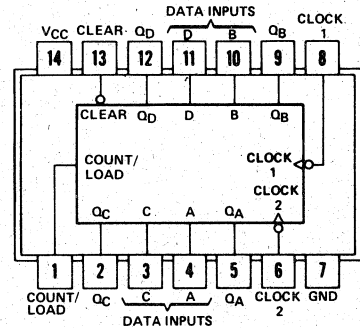 DATA INPUTS
VCC CLEAR QD D B QB CLOCK 1
14 13 12 11 10 9 8
CLEAR QD D B QB
COUNT/ LOAD
CLOCK 1
CLOCK 2
QC C A QA
1 2 3 4 5 6 7
COUNT/ LOAD QC C A QA CLOCK 2 GND
DATA INPUTS